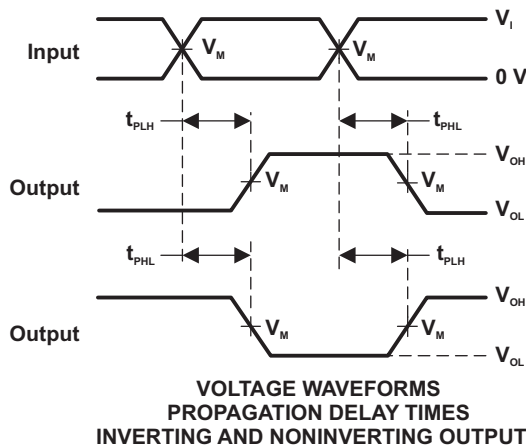 V_I
Input V_M V_M
0 V
t_PLH t_PHL
V_OH
Output V_M V_M
V_OL
t_PHL t_PLH
V_OH
Output V_M V_M
V_OL
VOLTAGE WAVEFORMS
PROPAGATION DELAY TIMES
INVERTING AND NONINVERTING OUTPUT